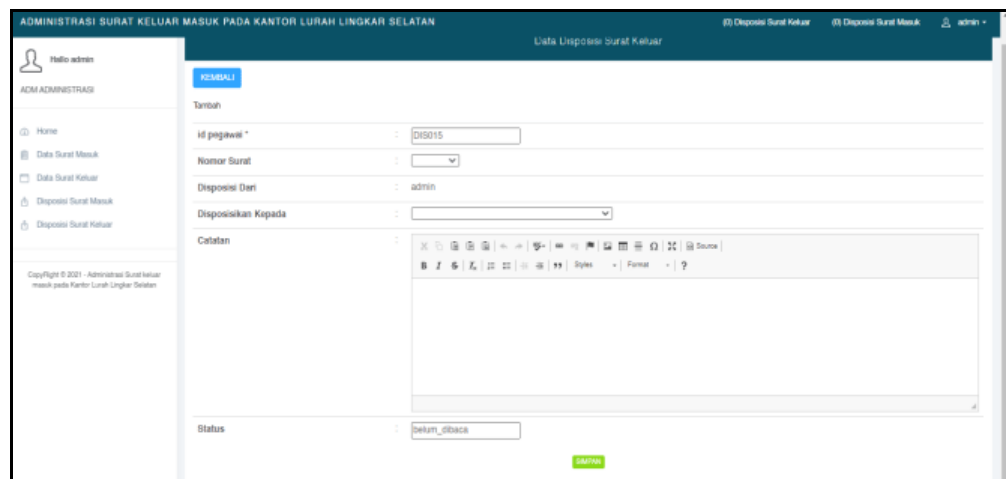 ADMINISTRASI SURAT KELUAR MASUK PADA KANTOR LURAH LINGKAR SELATAN
(0) Disposisi Surat Keluar
(0) Disposisi Surat Masuk
admin
Data Disposisi Surat Keluar
Hallo admin
ADM ADMINISTRASI
Home
Data Surat Masuk
Data Surat Keluar
Disposisi Surat Masuk
Disposisi Surat Keluar
CopyRight © 2021 - Administrasi Surat keluar
masuk pada Kantor Lurah Lingkar Selatan
KEMBALI
Tambah
id pegawai * : DIS015
Nomor Surat :
Disposisi Dari : admin
Disposisikan Kepada :
Catatan :
Source
B I S Styles Format ?
Status : belum_dibaca
SIMPAN